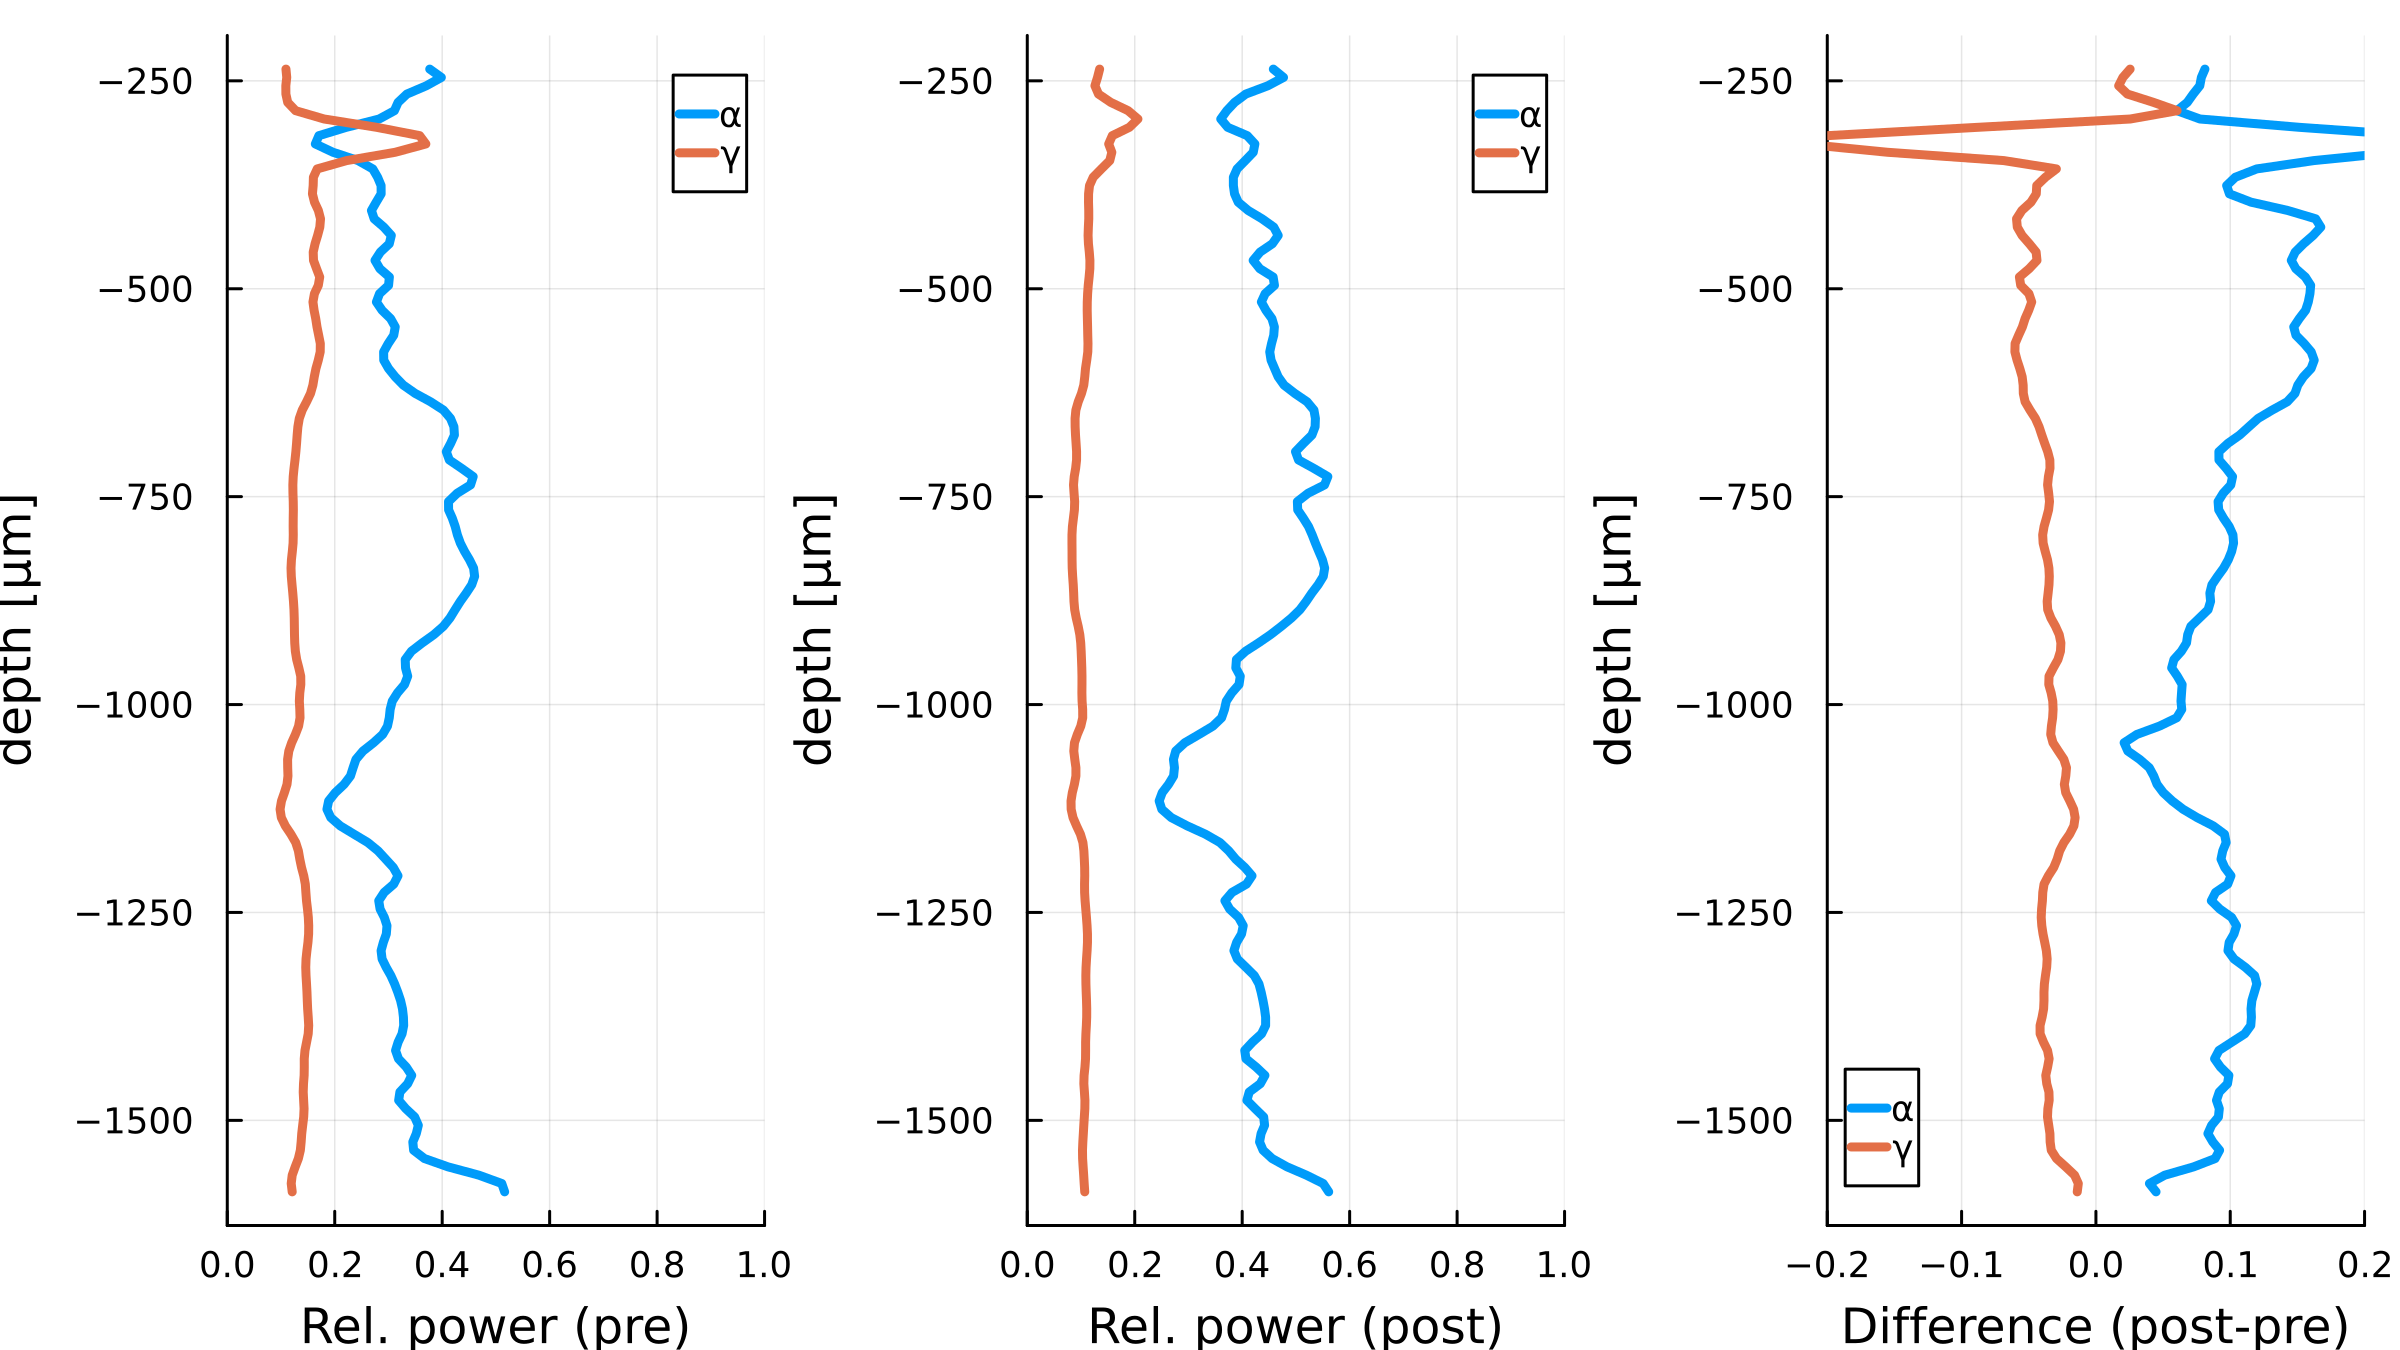 −250
−500
−750
−1000
−1250
−1500
depth [μm]
0.0 0.2 0.4 0.6 0.8 1.0
Rel. power (pre)
α
γ
−250
−500
−750
−1000
−1250
−1500
depth [μm]
0.0 0.2 0.4 0.6 0.8 1.0
Rel. power (post)
α
γ
−250
−500
−750
−1000
−1250
−1500
depth [μm]
−0.2 −0.1 0.0 0.1 0.2
Difference (post-pre)
α
γ